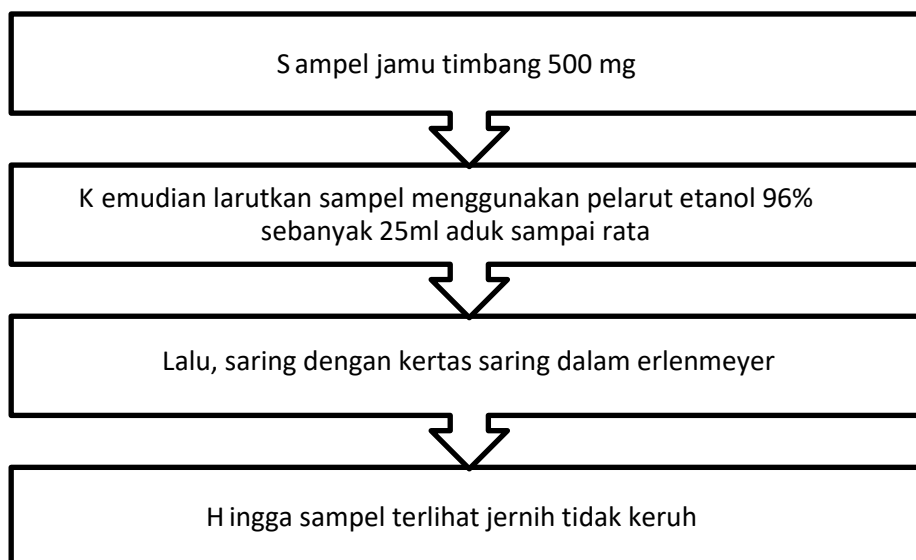 S ampel jamu timbang 500 mg
K emudian larutkan sampel menggunakan pelarut etanol 96%
sebanyak 25ml aduk sampai rata
Lalu, saring dengan kertas saring dalam erlenmeyer
H ingga sampel terlihat jernih tidak keruh